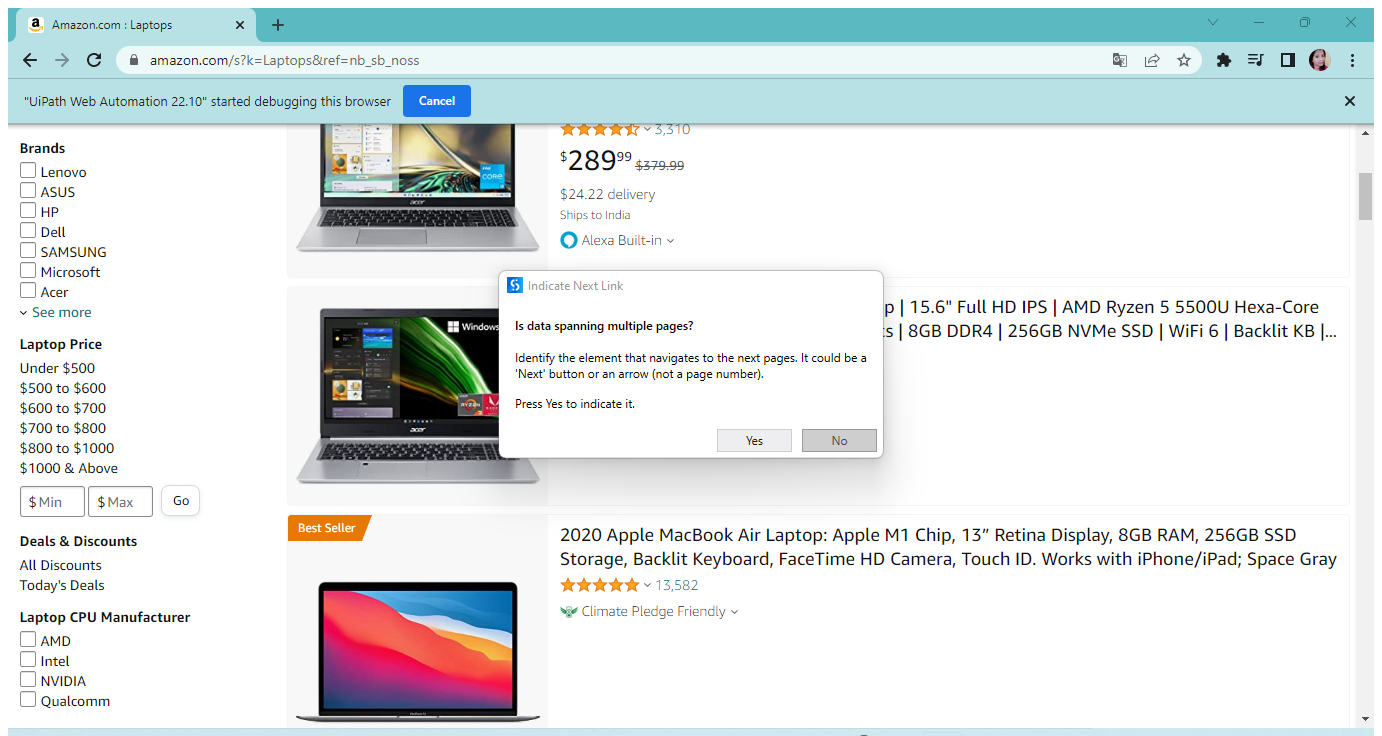 Amazon.com : Laptops
amazon.com/s?k=Laptops&ref=nb_sb_noss
"UiPath Web Automation 22.10" started debugging this browser
Cancel
Brands
Lenovo
ASUS
HP
Dell
SAMSUNG
Microsoft
Acer
See more
Laptop Price
Under $500
$500 to $600
$600 to $700
$700 to $800
$800 to $1000
$1000 & Above
$ Min
$ Max
Go
Deals & Discounts
All Discounts
Today's Deals
Laptop CPU Manufacturer
AMD
Intel
NVIDIA
Qualcomm
intel
CORE
acer
3,310
$289.99 $379.99
$24.22 delivery
Ships to India
Alexa Built-in
Windows
RYZEN
acer
p | 15.6" Full HD IPS | AMD Ryzen 5 5500U Hexa-Core
s | 8GB DDR4 | 256GB NVMe SSD | WiFi 6 | Backlit KB |...
Indicate Next Link
Is data spanning multiple pages?
Identify the element that navigates to the next pages. It could be a
'Next' button or an arrow (not a page number).
Press Yes to indicate it.
Yes
No
Best Seller
2020 Apple MacBook Air Laptop: Apple M1 Chip, 13” Retina Display, 8GB RAM, 256GB SSD
Storage, Backlit Keyboard, FaceTime HD Camera, Touch ID. Works with iPhone/iPad; Space Gray
13,582
Climate Pledge Friendly